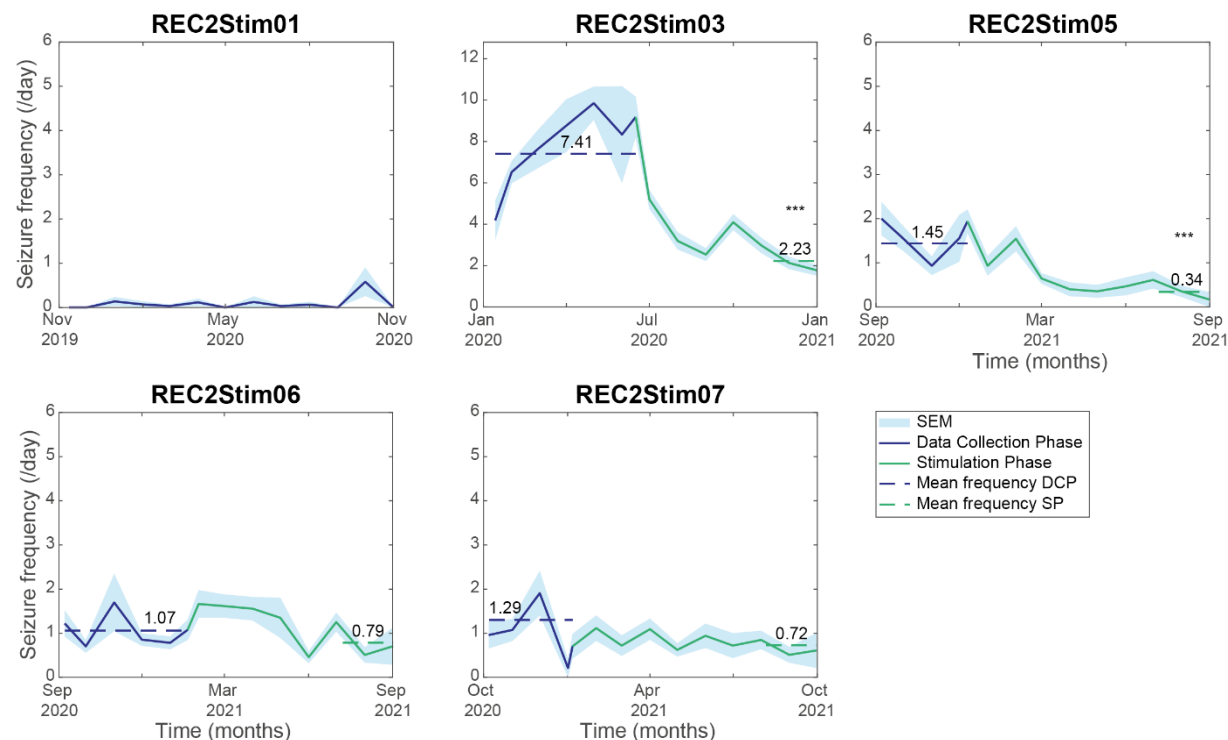 REC2Stim01
REC2Stim03
REC2Stim05
Seizure frequency (/day)
6
5
4
3
2
1
0
Nov
2019
May
2020
Nov
2020
12
10
8
6
4
2
0
7.41
***
2.23
Jan
2020
Jul
2020
Jan
2021
6
5
4
3
2
1
0
1.45
***
0.34
Sep
2020
Mar
2021
Sep
2021
Time (months)
REC2Stim06
REC2Stim07
Seizure frequency (/day)
6
5
4
3
2
1
0
1.07
0.79
Sep
2020
Mar
2021
Sep
2021
Time (months)
6
5
4
3
2
1
0
1.29
0.72
Oct
2020
Apr
2021
Oct
2021
Time (months)
SEM
Data Collection Phase
Stimulation Phase
Mean frequency DCP
Mean frequency SP